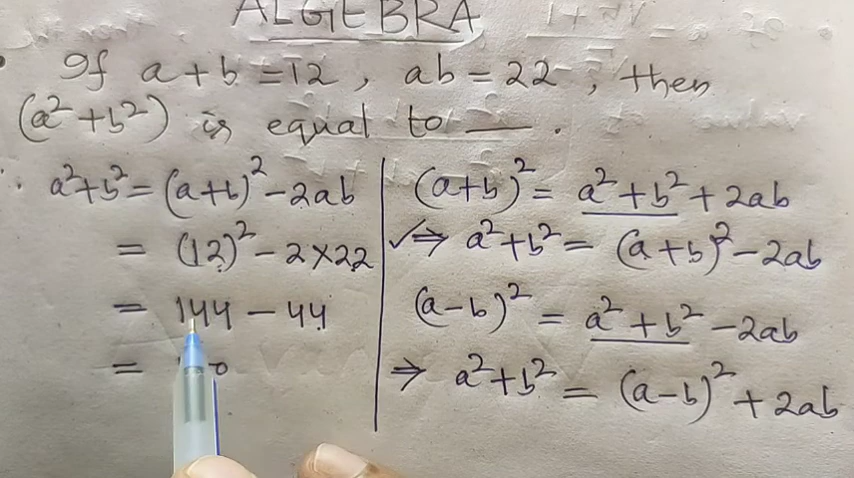 ALGEBRA
If a + b = 12 , ab = 22 , then
(a² + b²) is equal to ___ .
∴ a² + b² = (a + b)² - 2ab
= (12)² - 2 × 22
= 144 - 44
=
(a + b)² = a² + b² + 2ab
✓⇒ a² + b² = (a + b)² - 2ab
(a - b)² = a² + b² - 2ab
⇒ a² + b² = (a - b)² + 2ab